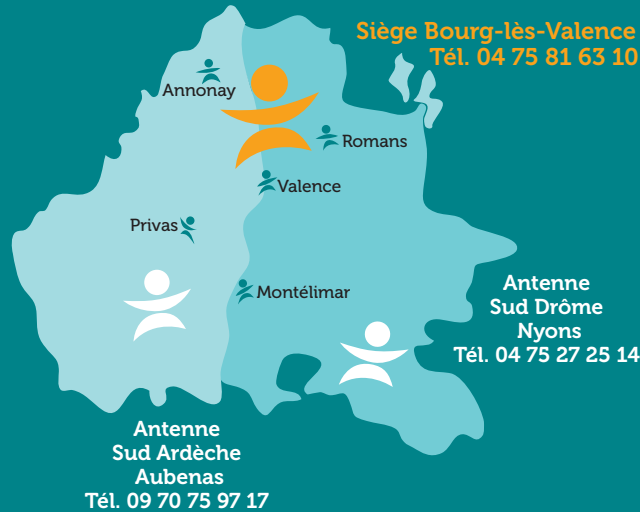 Siège Bourg-lès-Valence
Tél. 04 75 81 63 10
Annonay
Romans
Valence
Privas
Montélimar
Antenne
Sud Drôme
Nyons
Tél. 04 75 27 25 14
Antenne
Sud Ardèche
Aubenas
Tél. 09 70 75 97 17